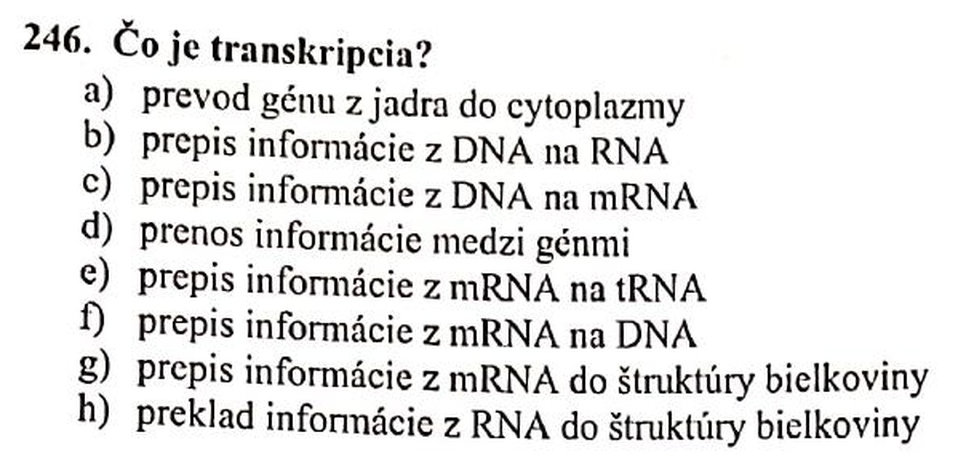 246. Čo je transkripcia?
a) prevod génu z jadra do cytoplazmy
b) prepis informácie z DNA na RNA
c) prepis informácie z DNA na mRNA
d) prenos informácie medzi génmi
e) prepis informácie z mRNA na tRNA
f) prepis informácie z mRNA na DNA
g) prepis informácie z mRNA do štruktúry bielkoviny
h) preklad informácie z RNA do štruktúry bielkoviny